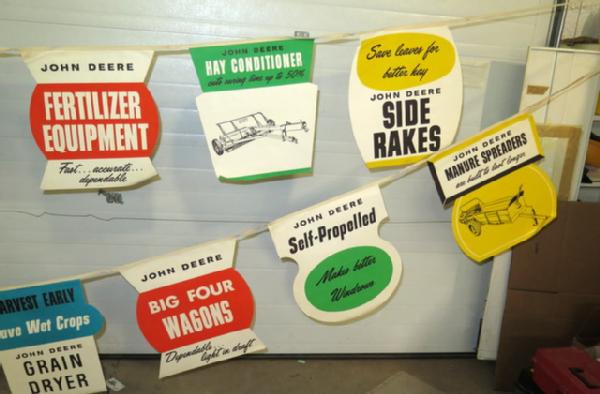 JOHN DEERE
FERTILIZER
EQUIPMENT
Fast... accurate...
dependable
JOHN DEERE
HAY CONDITIONER
cuts curing time up to 50%
Save leaves for
better hay
JOHN DEERE
SIDE
RAKES
JOHN DEERE
MANURE SPREADERS
are built to last longer
HARVEST EARLY
Save Wet Crops
JOHN DEERE
GRAIN
DRYER
JOHN DEERE
BIG FOUR
WAGONS
Dependable... light in draft
JOHN DEERE
Self-Propelled
Makes better
Windrows